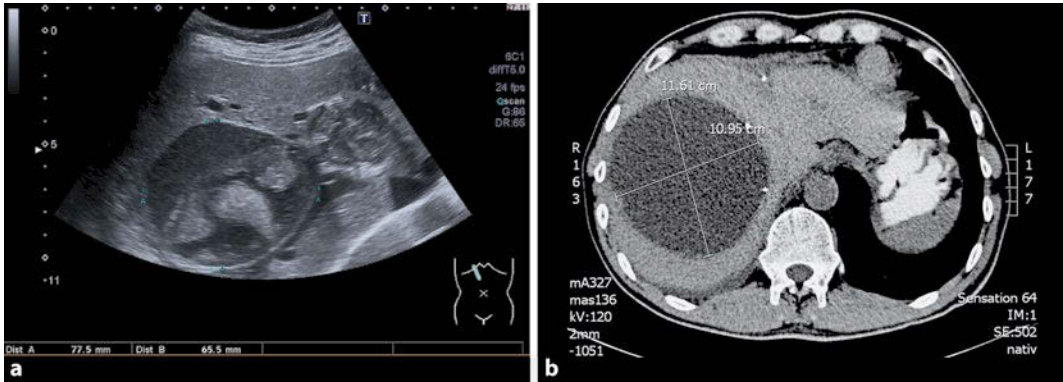 T
6C1
diffT5.0
24 fps
Qscan
G:86
DR:65
0
5
-11
Dist A 77.5 mm Dist B 65.5 mm
a
b
11.61 cm
10.95 cm
R
1
6
3
L
1
7
7
mA327
mas136
kV:120
2mm
-1051
Sensation 64
IM:1
SE:502
nativ